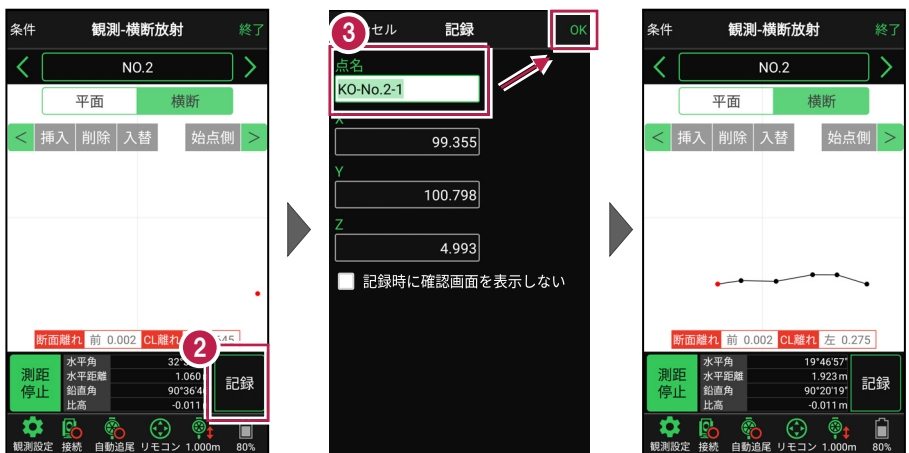 条件 観測-横断放射 終了
NO.2
平面 横断
< 挿入 削除 入替 始点側 >
断面離れ 前 0.002 CL離れ
測距停止
水平角 32°
水平距離 1.060
鉛直角 90°36'4
比高 -0.011
記録
観測設定 接続 自動追尾 リモコン 1.000m 80%
2
3
セル 記録 OK
点名
KO-No.2-1
X
99.355
Y
100.798
Z
4.993
記録時に確認画面を表示しない
条件 観測-横断放射 終了
NO.2
平面 横断
< 挿入 削除 入替 始点側 >
断面離れ 前 0.002 CL離れ 左 0.275
測距停止
水平角 19°46'57"
水平距離 1.923 m
鉛直角 90°20'19"
比高 -0.011 m
記録
観測設定 接続 自動追尾 リモコン 1.000m 80%